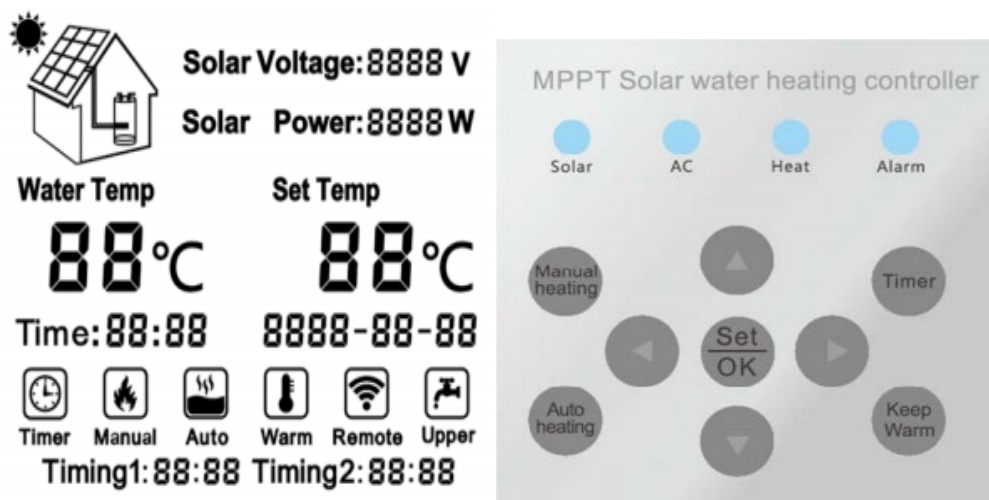 Solar Voltage:8888 V
Solar Power:8888 W
Water Temp Set Temp
88°C 88°C
Time:88:88 8888-88-88
Timer Manual Auto Warm Remote Upper
Timing1:88:88 Timing2:88:88
MPPT Solar water heating controller
Solar AC Heat Alarm
Manual
heating
Timer
Set
OK
Auto
heating
Keep
Warm